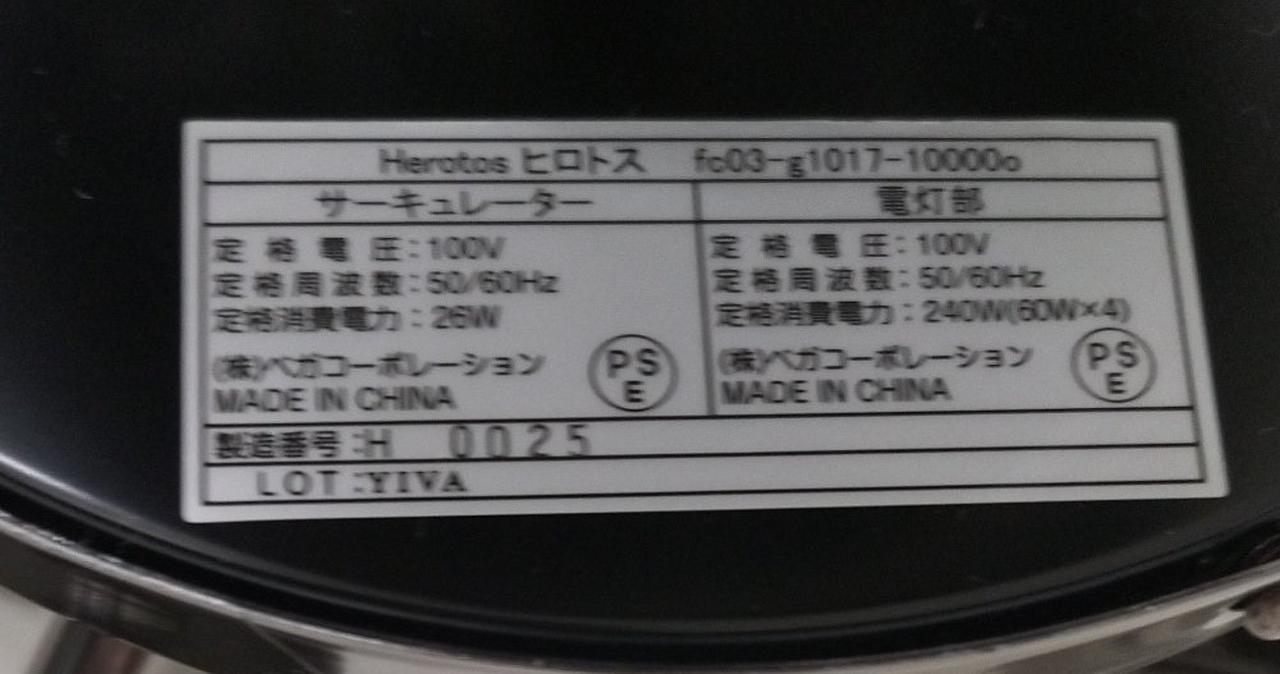 Herotos ヒロトス fc03-g1017-10000o
サーキュレーター 電灯部
定格電圧:100V 定格電圧:100V
定格周波数:50/60Hz 定格周波数:50/60Hz
定格消費電力:26W 定格消費電力:240W(60W×4)
(株)ベガコーポレーション PSE (株)ベガコーポレーション PSE
MADE IN CHINA MADE IN CHINA
製造番号:H 0025
LOT:YIVA